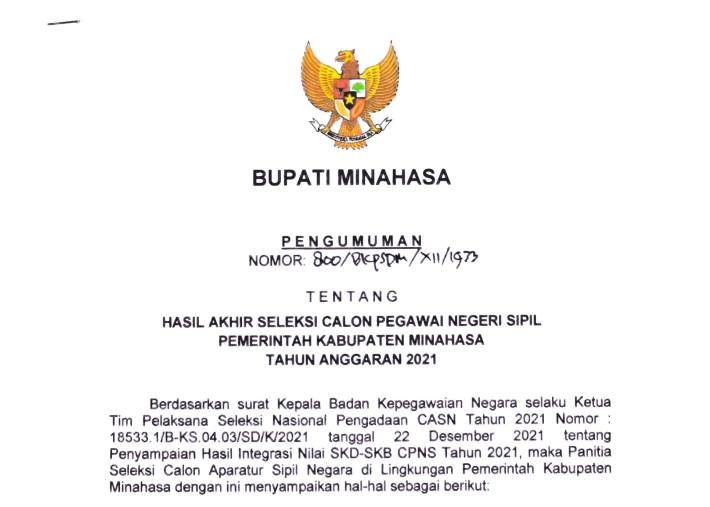 BUPATI MINAHASA
PENGUMUMAN
NOMOR: 800/BKPSDM/XII/1973
TENTANG
HASIL AKHIR SELEKSI CALON PEGAWAI NEGERI SIPIL
PEMERINTAH KABUPATEN MINAHASA
TAHUN ANGGARAN 2021
Berdasarkan surat Kepala Badan Kepegawaian Negara selaku Ketua
Tim Pelaksana Seleksi Nasional Pengadaan CASN Tahun 2021 Nomor :
18533.1/B-KS.04.03/SD/K/2021 tanggal 22 Desember 2021 tentang
Penyampaian Hasil Integrasi Nilai SKD-SKB CPNS Tahun 2021, maka Panitia
Seleksi Calon Aparatur Sipil Negara di Lingkungan Pemerintah Kabupaten
Minahasa dengan ini menyampaikan hal-hal sebagai berikut: